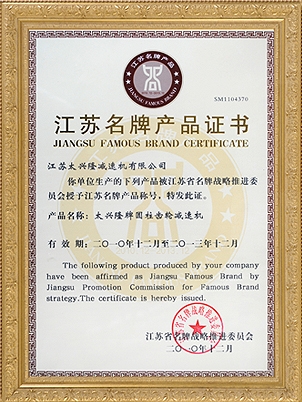 江苏名牌产品
JIANGSU FAMOUS BRAND
SM1104370
江苏名牌产品证书
JIANGSU FAMOUS BRAND CERTIFICATE
江苏太兴隆减速机有限公司
你单位生产的下列产品被江苏省名牌战略推进委
员会授予江苏名牌产品称号，特发此证。
产品名称：太兴隆牌圆柱齿轮减速机
有 效 期：二〇一〇年十二月至二〇一三年十二月
The following product produced by your company
have been affirmed as Jiangsu Famous Brand by
Jiangsu Promotion Commission for Famous Brand
strategy.The certificate is hereby issued.
江苏省名牌战略推进委员会
二〇一〇年十二月